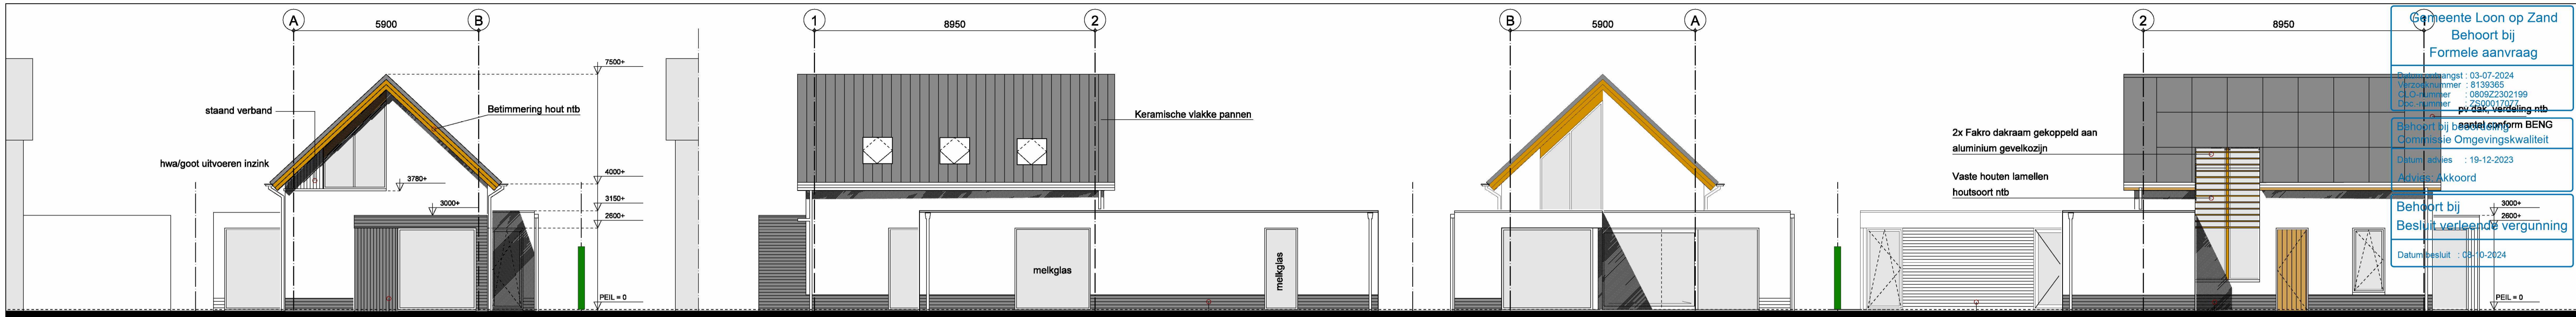 A
5900
B
7500+
staand verband
Betimmering hout ntb
hwa/goot uitvoeren inzink
3780+
4000+
3000+
3150+
2600+
PEIL = 0
1
8950
2
Keramische vlakke pannen
melkglas
melkglas
B
5900
A
2
8950
1
2x Fakro dakraam gekoppeld aan
aluminium gevelkozijn
Vaste houten lamellen
houtsoort ntb
pv dak, verdeling ntb
aantal conform BENG
3000+
2600+
PEIL = 0
Gemeente Loon op Zand
Behoort bij
Formele aanvraag
Datum ontvangst : 03-07-2024
Verzoeknummer : 8139365
CLO-nummer : 0809Z2302199
Doc.-nummer : ZS00017077
Behoort bij beoordeling
Commissie Omgevingskwaliteit
Datum advies : 19-12-2023
Advies: Akkoord
Behoort bij
Besluit verleende vergunning
Datum besluit : 08-10-2024